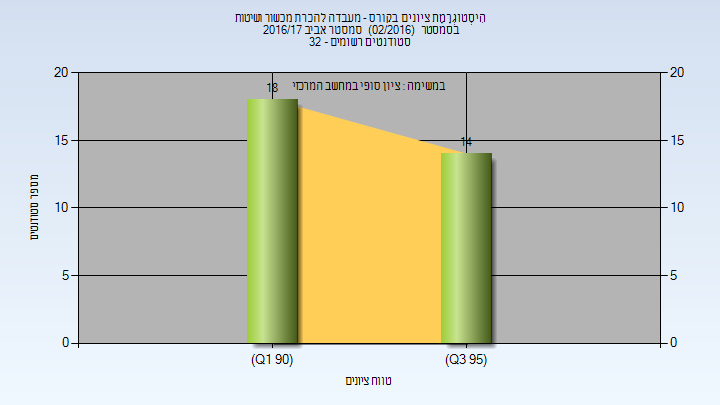 היסטוגרמת ציונים בקורס - מעבדה להכרת מכשור ושיטות
בסמסטר (02/2016) סמסטר אביב 2016/17
סטודנטים רשומים - 32
במשימה : ציון סופי במחשב המרכזי
20
15
10
5
0
18
14
20
15
10
5
0
מספר סטודנטים
(Q1 90)
(Q3 95)
טווח ציונים